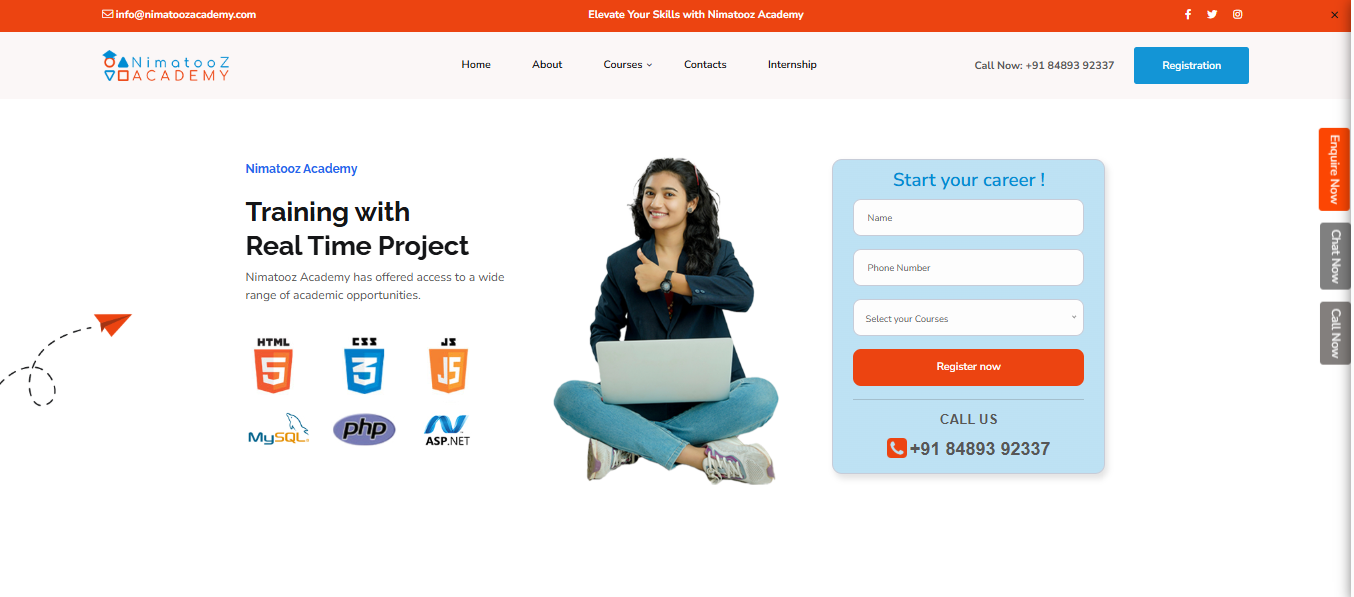 info@nimatoozacademy.com
Elevate Your Skills with Nimatooz Academy
×
NimatooZ
ACADEMY
Home
About
Courses
Contacts
Internship
Call Now: +91 84893 92337
Registration
Nimatooz Academy
Training with
Real Time Project
Nimatooz Academy has offered access to a wide
range of academic opportunities.
HTML
5
CSS
3
JS
JS
MySQL
php
ASP.NET
Start your career !
Name
Phone Number
Select your Courses
Register now
CALL US
+91 84893 92337
Enquire Now
Chat Now
Call Now